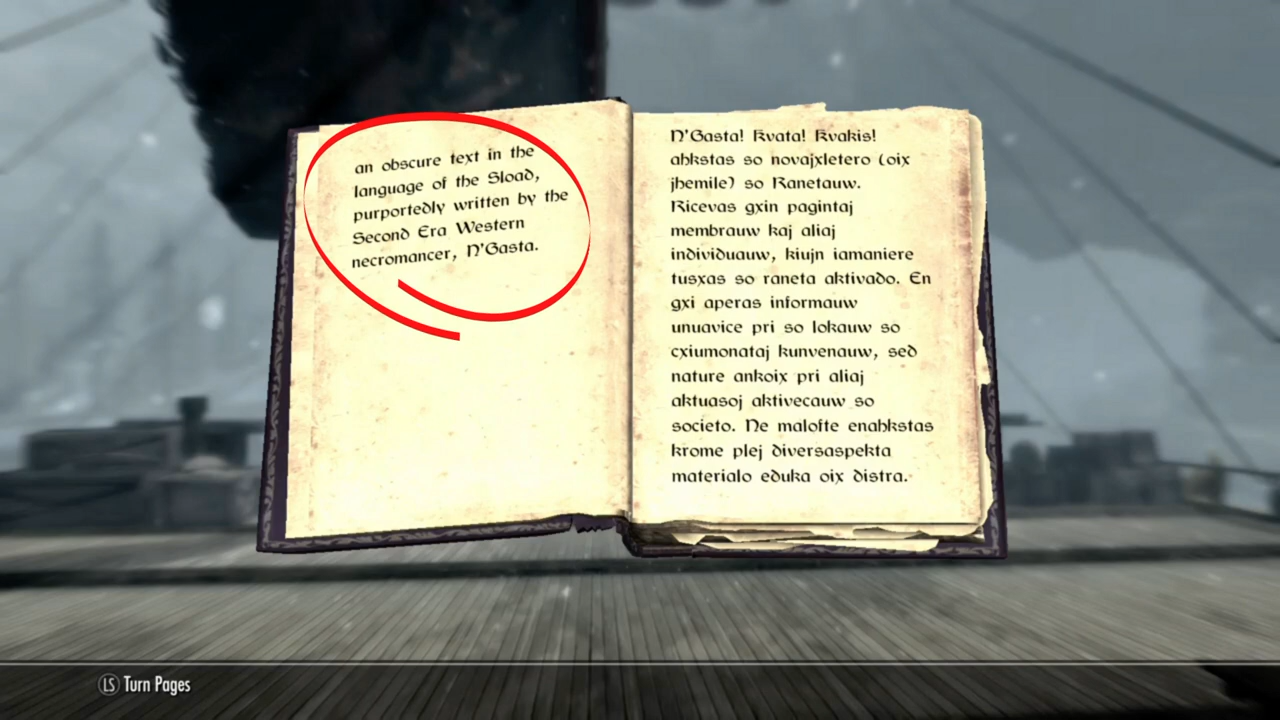 an obscure text in the
language of the Sload,
purportedly written by the
Second Era Western
necromancer, N'Gasta.
N'Gasta! Kvata! Kvakis!
ahkstas so novajxletero (oix
jhemile) so Ranetauw.
Ricevas gxin pagintaj
membrauw kaj aliaj
individuauw, kiujn iamaniere
tusxas so raneta aktivado. En
gxi aperas informauw
unuavice pri so lokauw so
cxiumonataj kunvenauw, sed
nature ankoix pri aliaj
aktuasoj aktivecauw so
societo. Ne malofte enahkstas
krome plej diversaspekta
materialo eduka oix distra.
LS Turn Pages